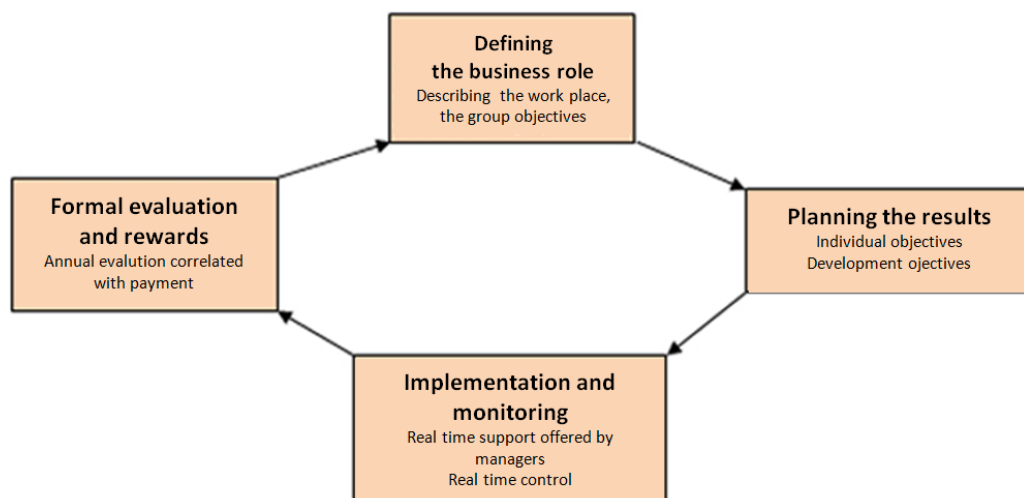 Defining
the business role
Describing the work place,
the group objectives
Formal evaluation
and rewards
Annual evalution correlated
with payment
Planning the results
Individual objectives
Development ojectives
Implementation and
monitoring
Real time support offered by
managers
Real time control